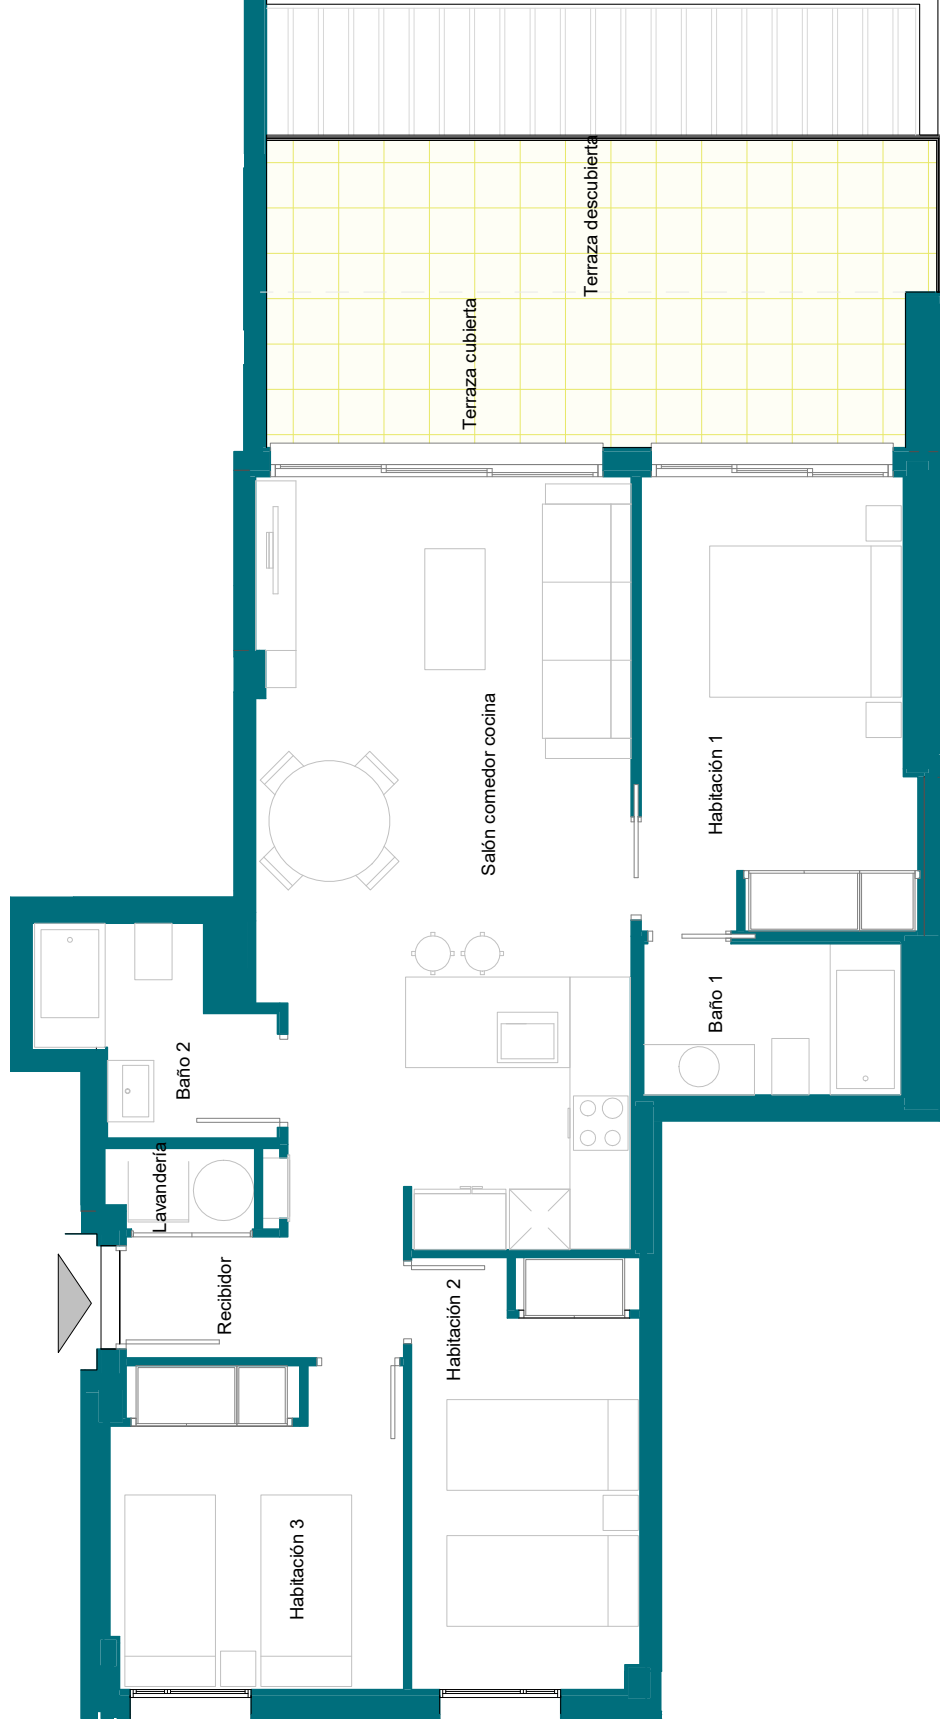 Terraza descubierta
Terraza cubierta
Salón comedor cocina
Habitación 1
Baño 1
Baño 2
Lavandería
Recibidor
Habitación 2
Habitación 3